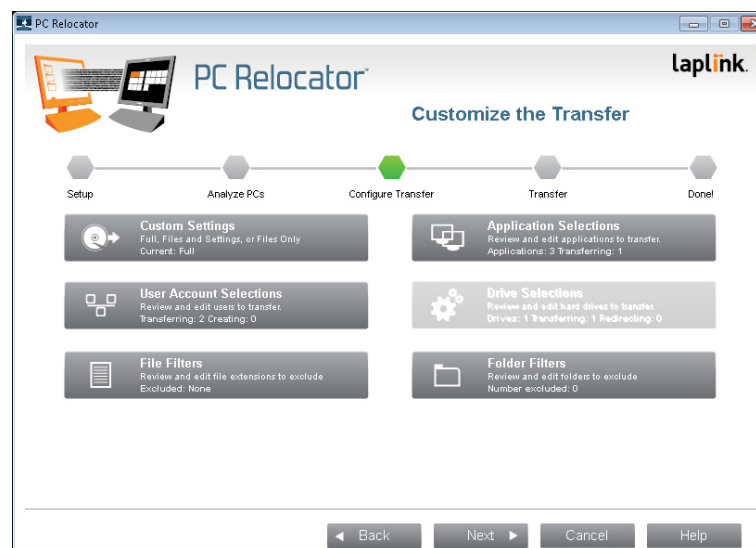 PC Relocator
PC Relocator™
laplink.
Customize the Transfer
Setup
Analyze PCs
Configure Transfer
Transfer
Done!
Custom Settings
Full, Files and Settings, or Files Only
Current: Full
Application Selections
Review and edit applications to transfer.
Applications: 3 Transferring: 1
User Account Selections
Review and edit users to transfer.
Transferring: 2 Creating: 0
Drive Selections
Review and edit hard drives to transfer.
Drives: 1 Transferring: 1 Redirecting: 0
File Filters
Review and edit file extensions to exclude
Excluded: None
Folder Filters
Review and edit folders to exclude
Number excluded: 0
Back
Next
Cancel
Help